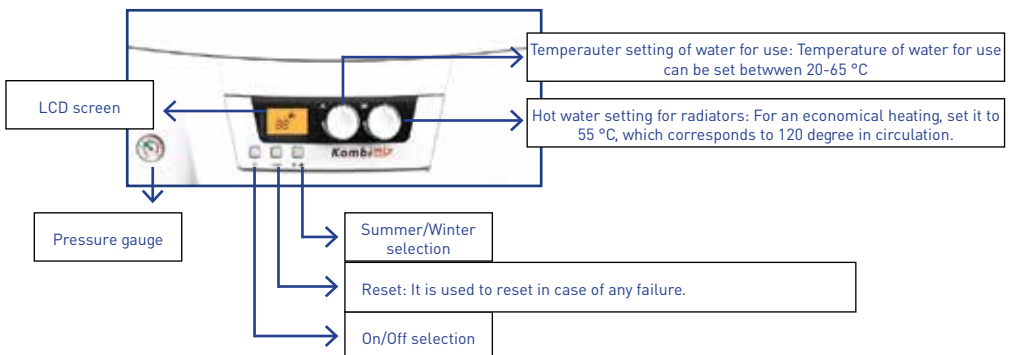 Temperauter setting of water for use: Temperature of water for use
can be set betwwen 20-65 °C
LCD screen
Hot water setting for radiators: For an economical heating, set it to
55 °C, which corresponds to 120 degree in circulation.
Kombi
Pressure gauge
Summer/Winter
selection
Reset: It is used to reset in case of any failure.
On/Off selection